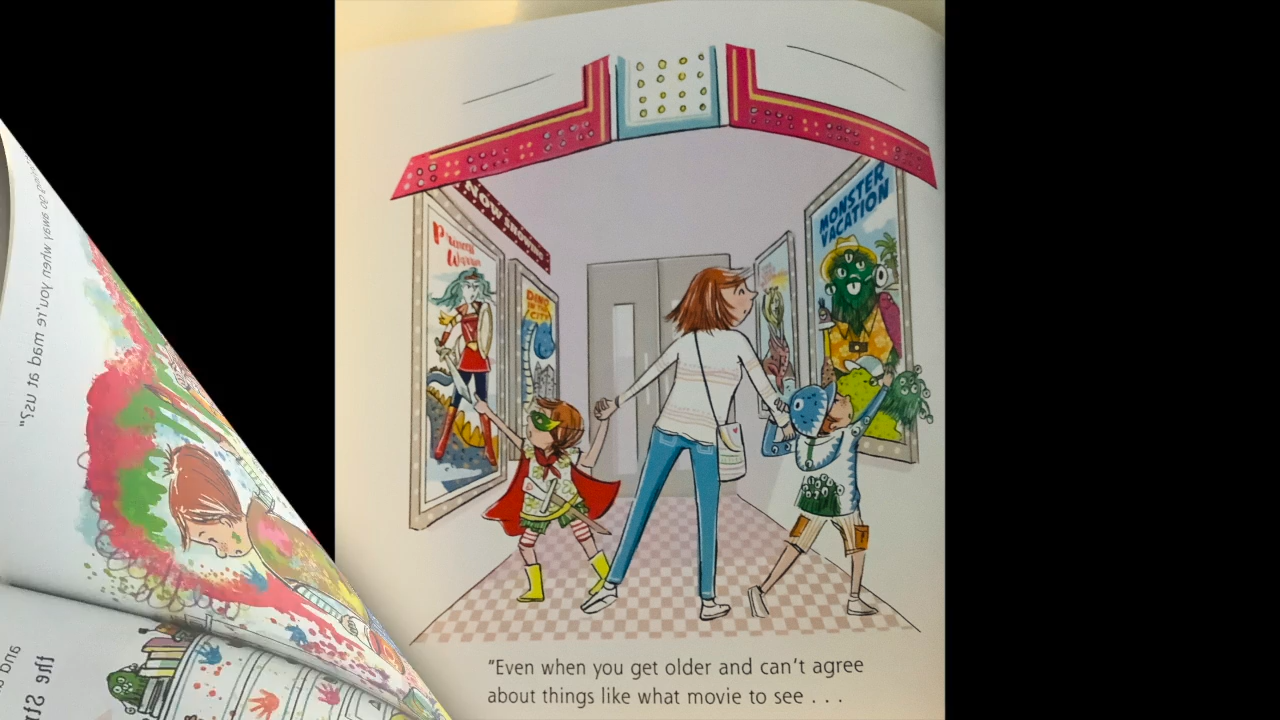 NOW SHOWING
Princess
Warrior
DINO
IN THE
CITY
MONSTER
VACATION
"Even when you get older and can't agree
about things like what movie to see . . .
go away when you're mad at us?"
the
and